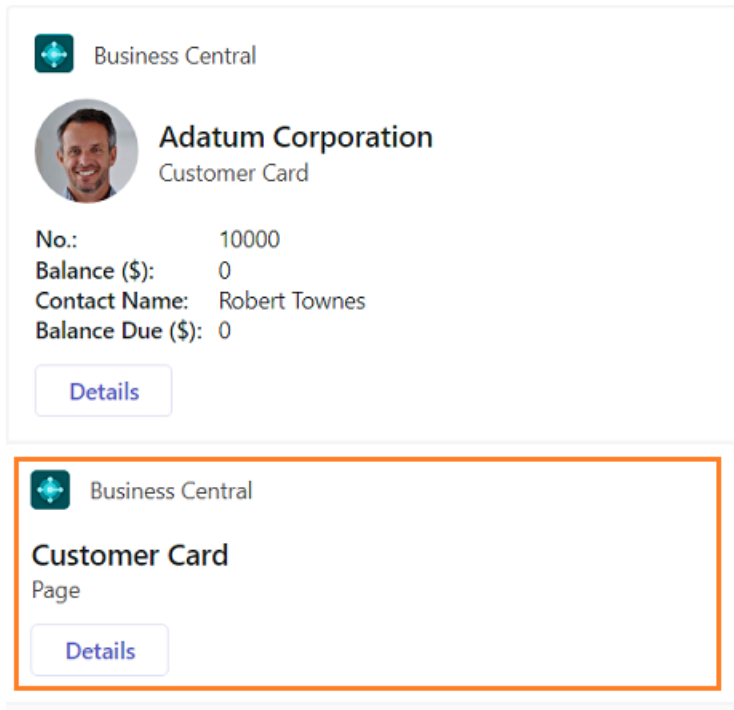 Business Central
Adatum Corporation
Customer Card
No.: 10000
Balance ($): 0
Contact Name: Robert Townes
Balance Due ($): 0
Details
Business Central
Customer Card
Page
Details